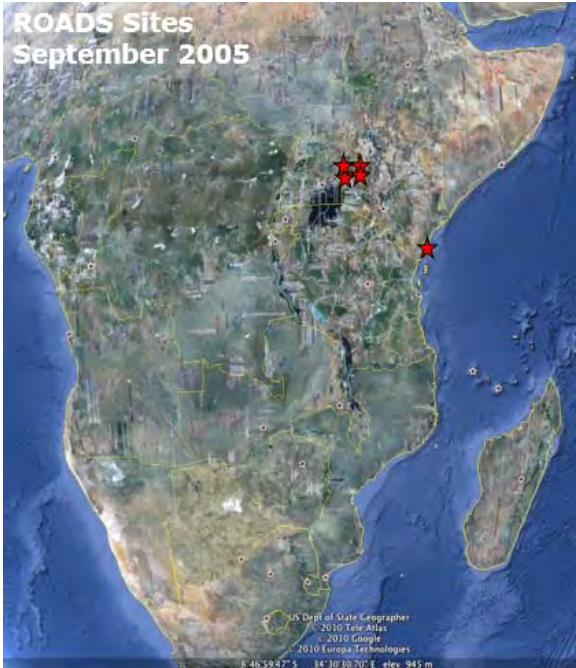 ROADS Sites
September 2005
US Dept of State Geographer
© 2010 Tele Atlas
© 2010 Google
© 2010 Europa Technologies
8°46'59.47" S 34°30'30.70" E elev 945 m